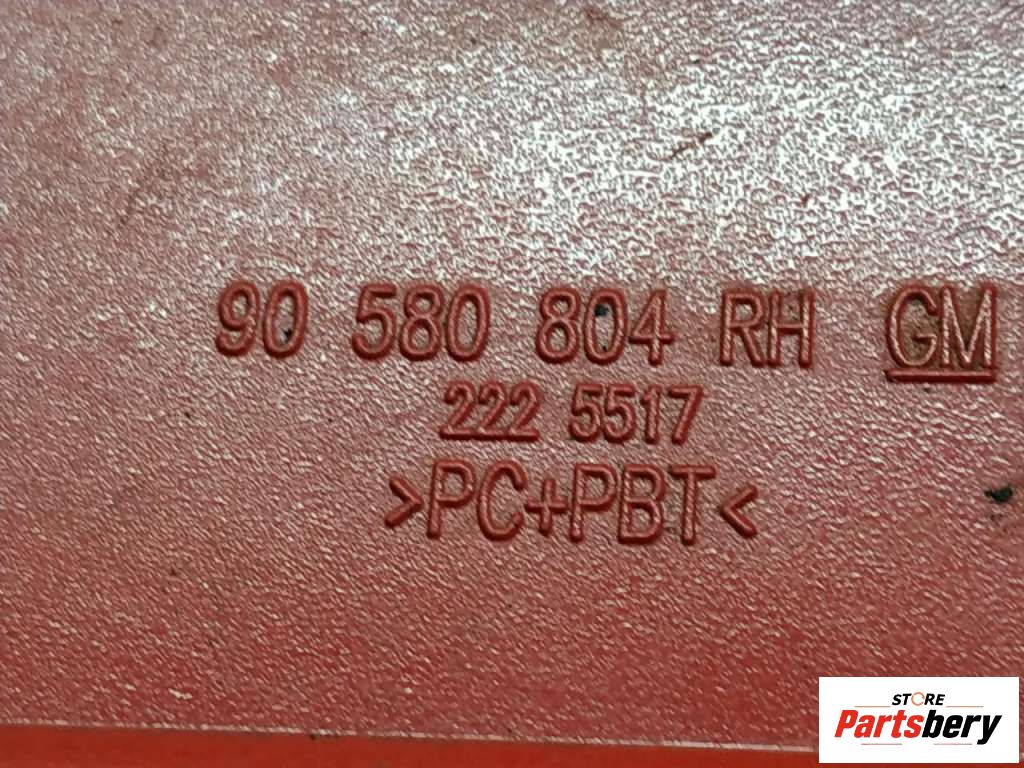 90 580 804 RH GM
222 5517
>PC+PBT<
STORE
Partsbery